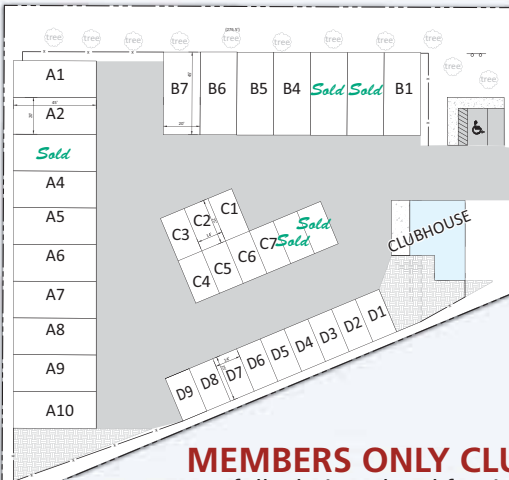 tree tree tree tree tree tree tree tree
tree tree
A1
A2
Sold
A4
A5
A6
A7
A8
A9
A10
B7 B6 B5 B4 Sold Sold B1
C3 C2 C1
C4 C5 C6 C7 Sold Sold
CLUBHOUSE
D9 D8 D7 D6 D5 D4 D3 D2 D1
MEMBERS ONLY CLU